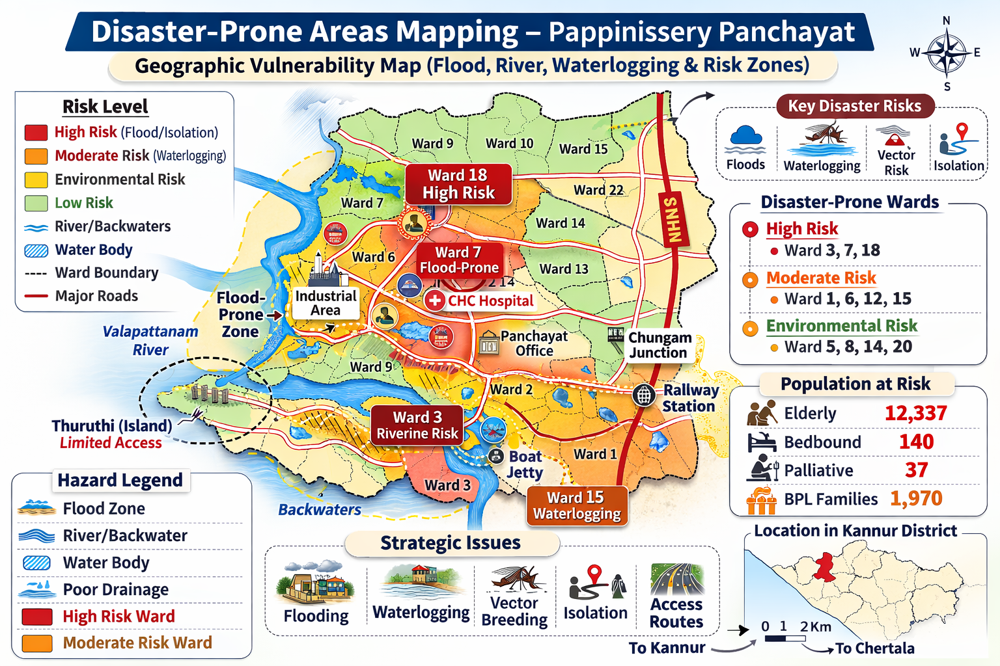 Disaster-Prone Areas Mapping – Pappinissery Panchayat
Geographic Vulnerability Map (Flood, River, Waterlogging & Risk Zones)
N
W
E
S
Risk Level
High Risk (Flood/Isolation)
Moderate Risk (Waterlogging)
Environmental Risk
Low Risk
River/Backwaters
Water Body
Ward Boundary
Major Roads
Ward 9
Ward 10
Ward 15
Ward 18
High Risk
Ward 22
Ward 7
SNHN
Ward 14
Ward 6
Ward 7
Flood-Prone
Ward 13
2 14
Industrial
Area
CHC Hospital
Flood-
Prone
Zone
Valapattanam
River
Panchayat
Office
Chungam
Junction
Ward 9
Ward 2
Rallway
Station
Ward 3
Riverine Risk
Thuruthi (Island)
Limited Access
Boat
Jetty
Ward 1
Ward 3
Ward 15
Waterlogging
Backwaters
Key Disaster Risks
Floods
Waterlogging
Vector
Risk
Isolation
Disaster-Prone Wards
High Risk
• Ward 3, 7, 18
Moderate Risk
• Ward 1, 6, 12, 15
Environmental Risk
• Ward 5, 8, 14, 20
Population at Risk
Elderly 12,337
Bedbound 140
Palliative 37
BPL Families 1,970
Hazard Legend
Flood Zone
River/Backwater
Water Body
Poor Drainage
High Risk Ward
Moderate Risk Ward
Strategic Issues
Flooding
Waterlogging
Vector
Breeding
Isolation
Access
Routes
Location in Kannur District
0 1 2 Km
To Kannur
To Chertala